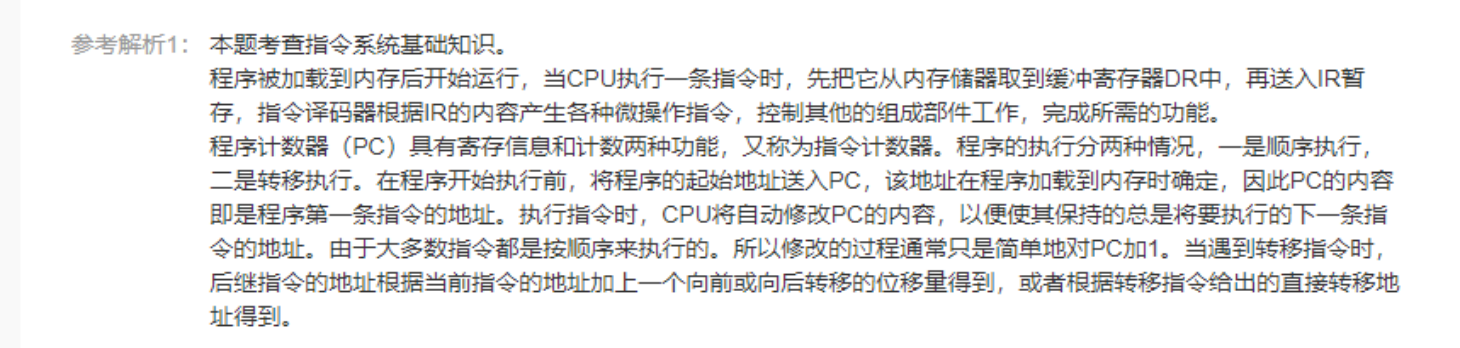 参考解析1： 本题考查指令系统基础知识。
程序被加载到内存后开始运行，当CPU执行一条指令时，先把它从内存储器取到缓冲寄存器DR中，再送入IR暂
存，指令译码器根据IR的内容产生各种微操作指令，控制其他的组成部件工作，完成所需的功能。
程序计数器（PC）具有寄存信息和计数两种功能，又称为指令计数器。程序的执行分两种情况，一是顺序执行，
二是转移执行。在程序开始执行前，将程序的起始地址送入PC，该地址在程序加载到内存时确定，因此PC的内容
即是程序第一条指令的地址。执行指令时，CPU将自动修改PC的内容，以便使其保持的总是将要执行的下一条指
令的地址。由于大多数指令都是按顺序来执行的。所以修改的过程通常只是简单地对PC加1。当遇到转移指令时，
后继指令的地址根据当前指令的地址加上一个向前或向后转移的位移量得到，或者根据转移指令给出的直接转移地
址得到。